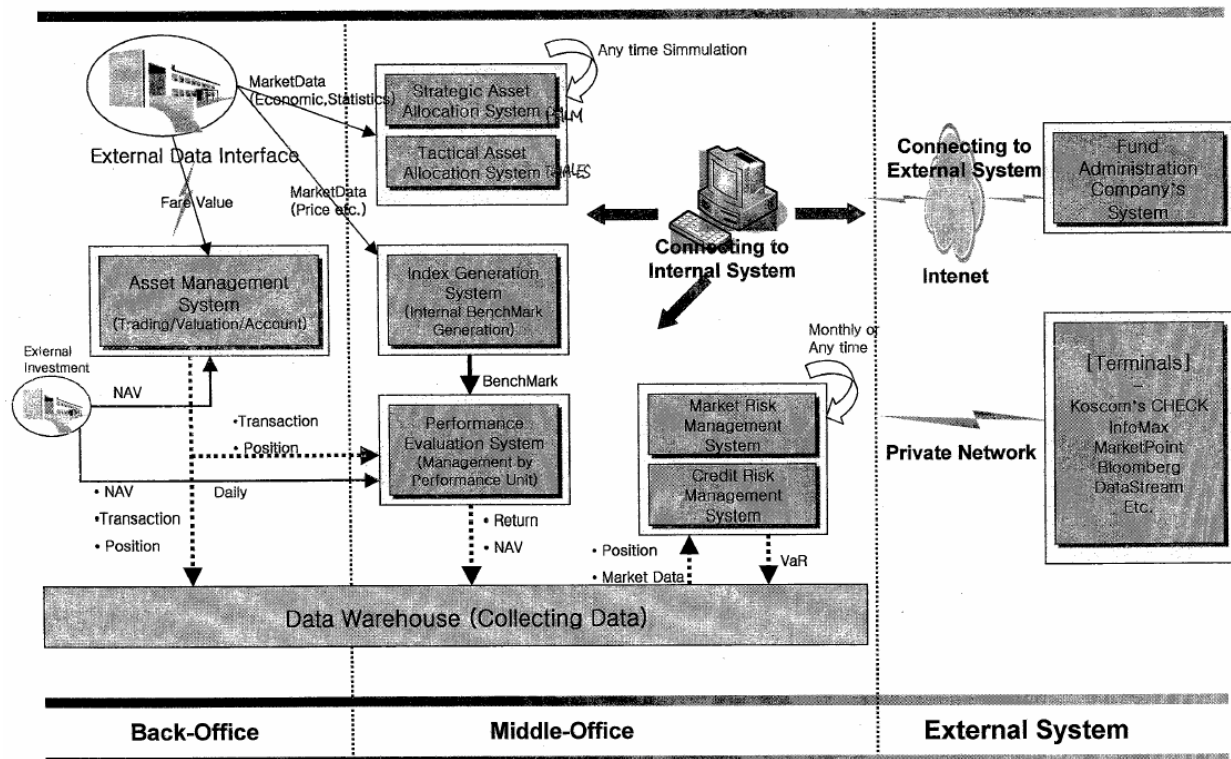 Any time Simmulation
MarketData
(Economic,Statistics)
Strategic Asset
Allocation System
Tactical Asset
Allocation System
External Data Interface
MarketData
(Price etc.)
Fare Value
Connecting to
External System
Fund
Administration
Company's
System
Connecting to
Internal System
Intenet
Asset Management
System
(Trading/Valuation/Account)
Index Generation
System
(Internal BenchMark
Generation)
Monthly or
Any time
External
Investment
NAV
BenchMark
•Transaction
• Position
Performance
Evaluation System
(Management by
Performance Unit)
Market Risk
Management
System
Credit Risk
Management
System
Private Network
[Terminals]
-
Koscom's CHECK
InfoMax
MarketPoint
Bloomberg
DataStream
Etc.
• NAV
•Transaction
• Position
Daily
• Return
• NAV
• Position
• Market Data
VaR
Data Warehouse (Collecting Data)
Back-Office
Middle-Office
External System